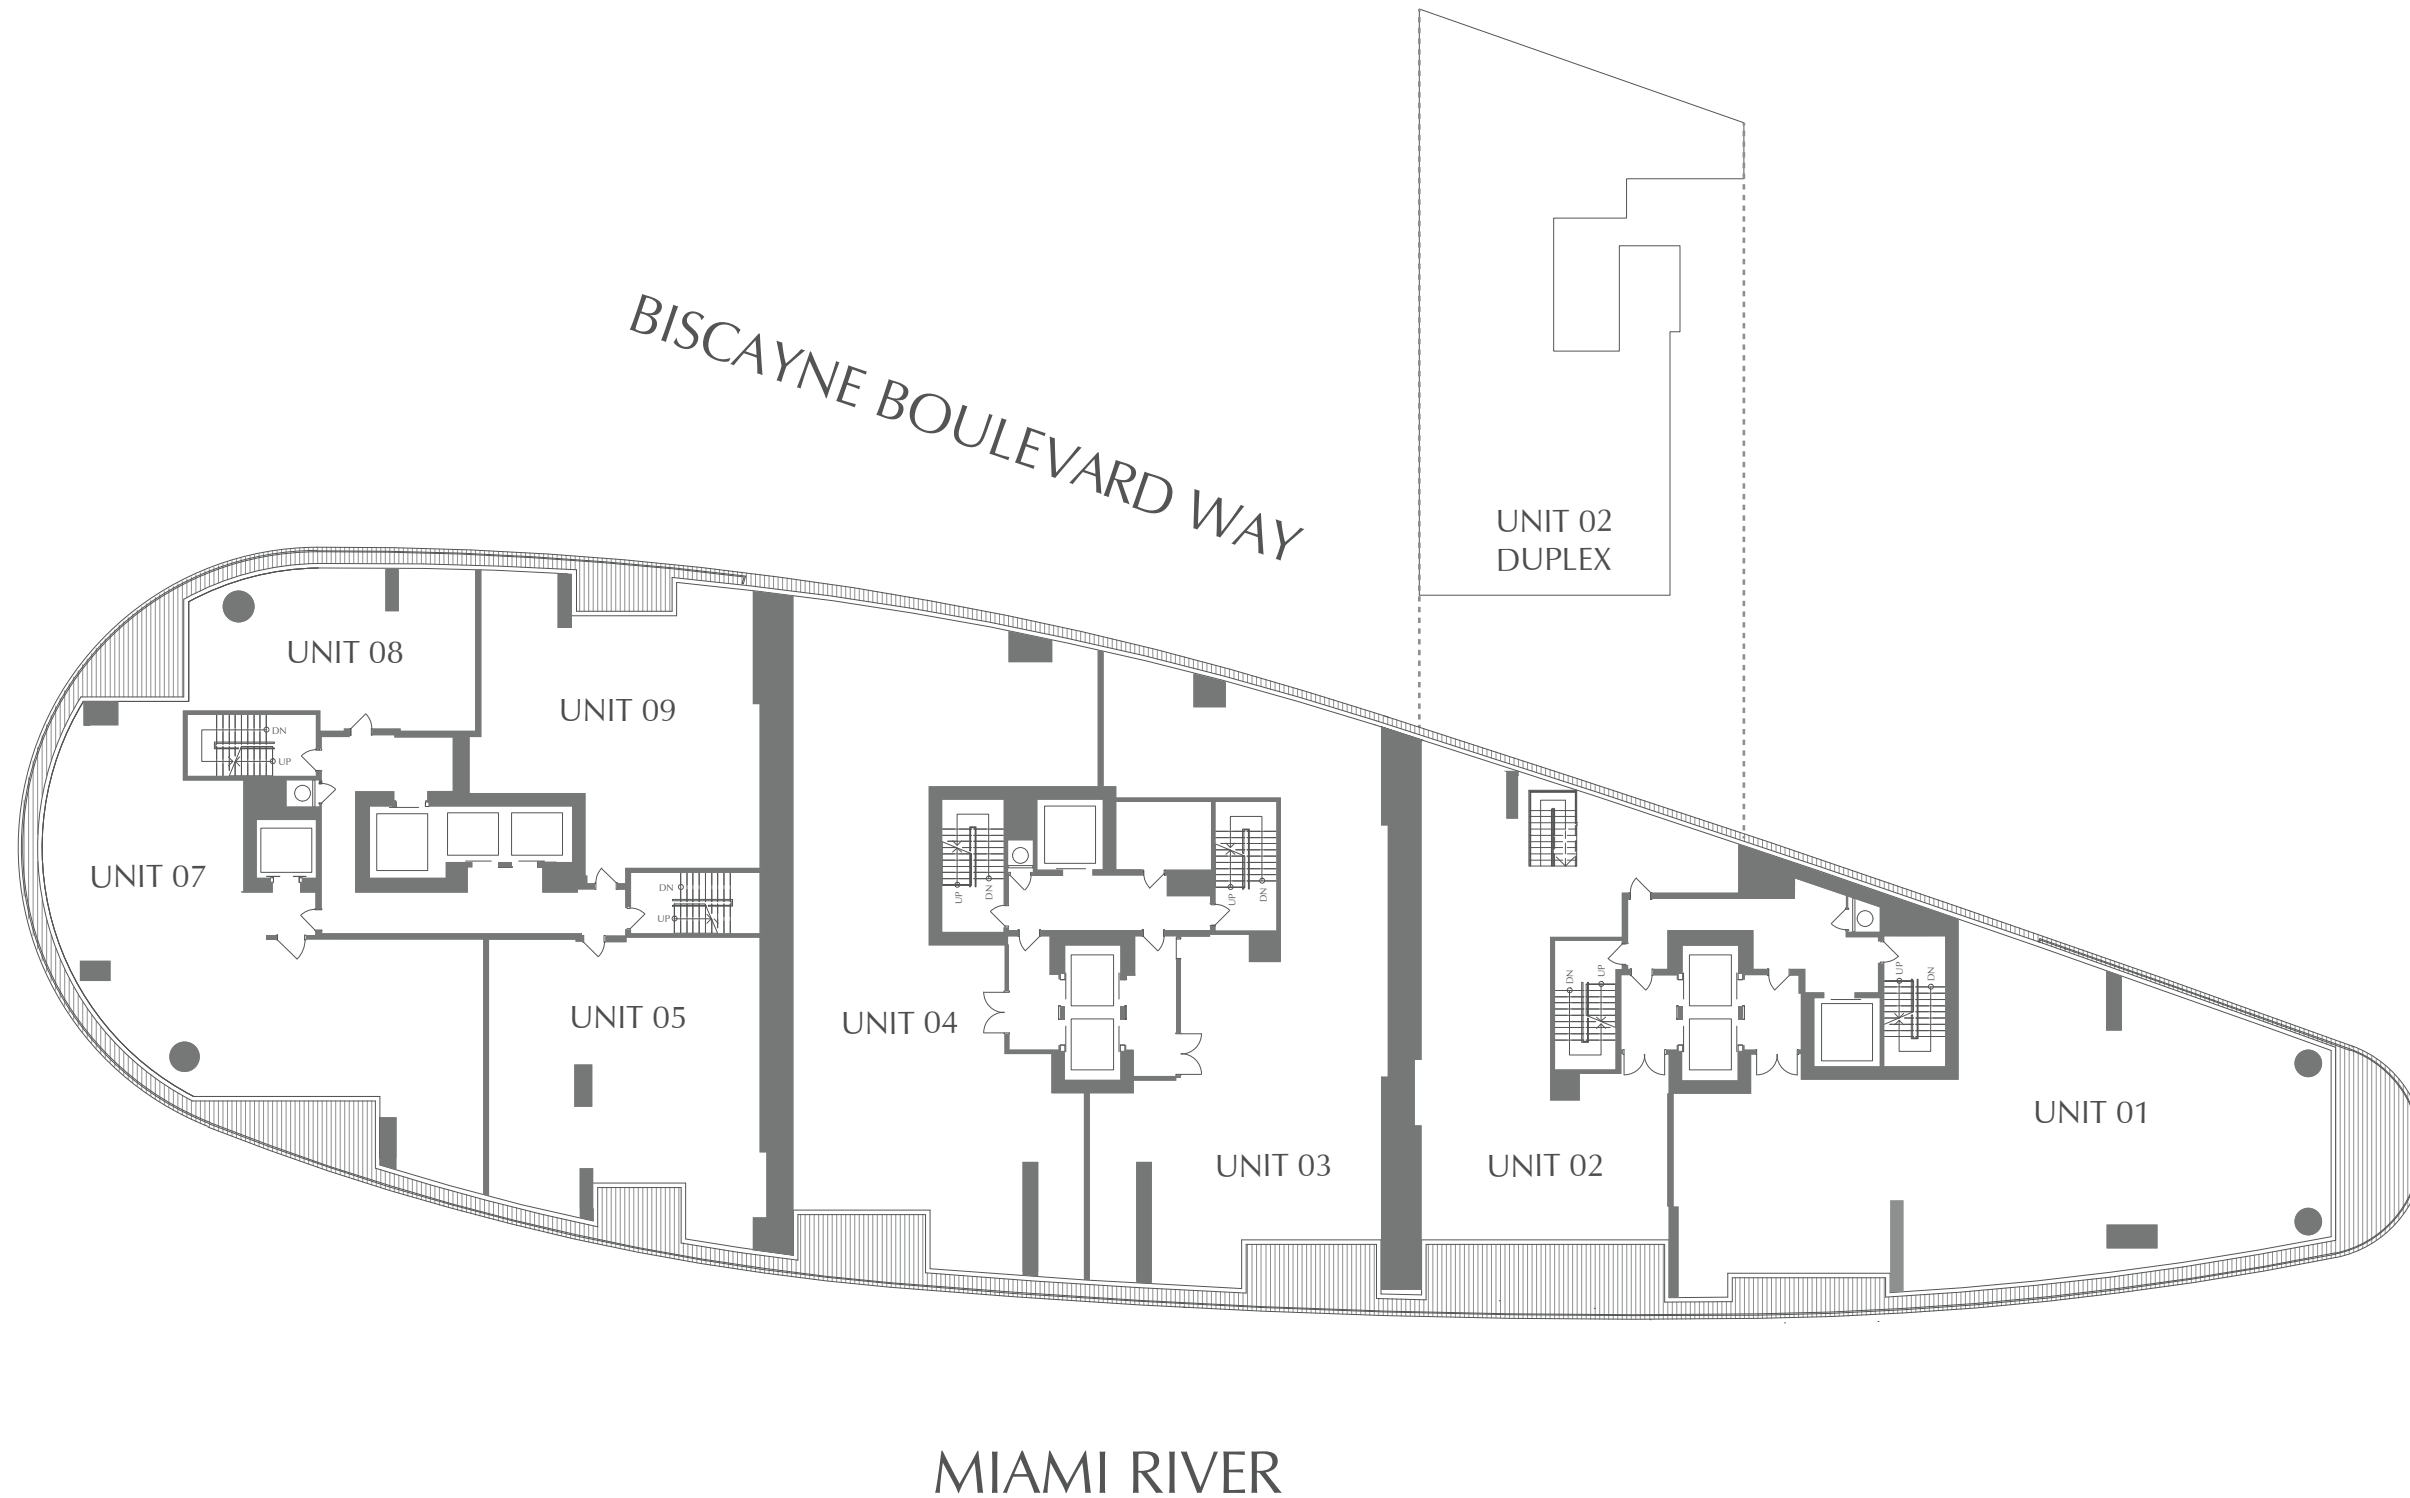 BISCAYNE BOULEVARD WAY
UNIT 02
DUPLEX
UNIT 08
UNIT 09
DN
UP
UNIT 07
DN
UP
UP
DN
UP
DN
DN
UP
UP
DN
UNIT 05
UNIT 04
UNIT 03
UNIT 02
UNIT 01
MIAMI RIVER